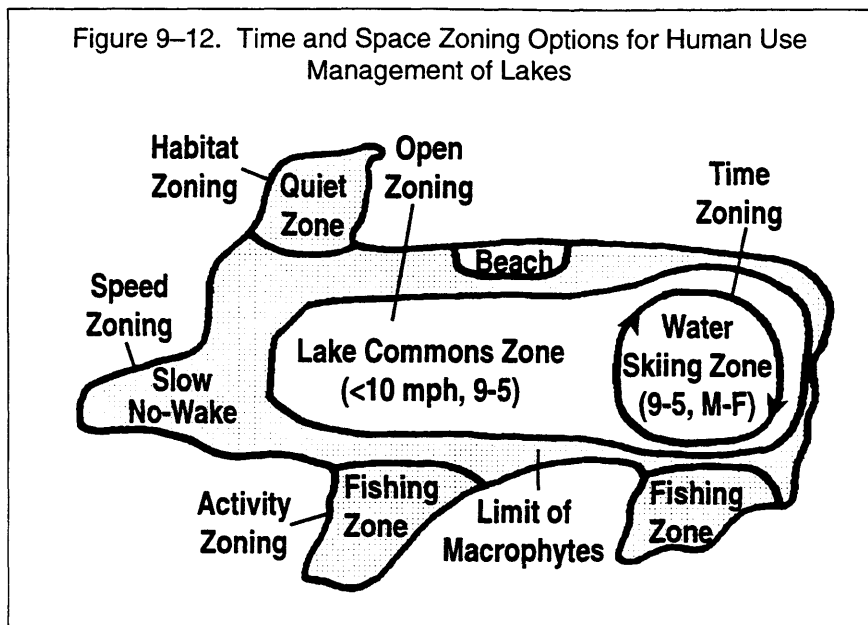 Figure 9–12. Time and Space Zoning Options for Human Use
Management of Lakes
Habitat
Zoning
Quiet
Zone
Open
Zoning
Time
Zoning
Beach
Speed
Zoning
Slow
No-Wake
Lake Commons Zone
(<10 mph, 9-5)
Water
Skiing Zone
(9-5, M-F)
Activity
Zoning
Fishing
Zone
Limit of
Macrophytes
Fishing
Zone